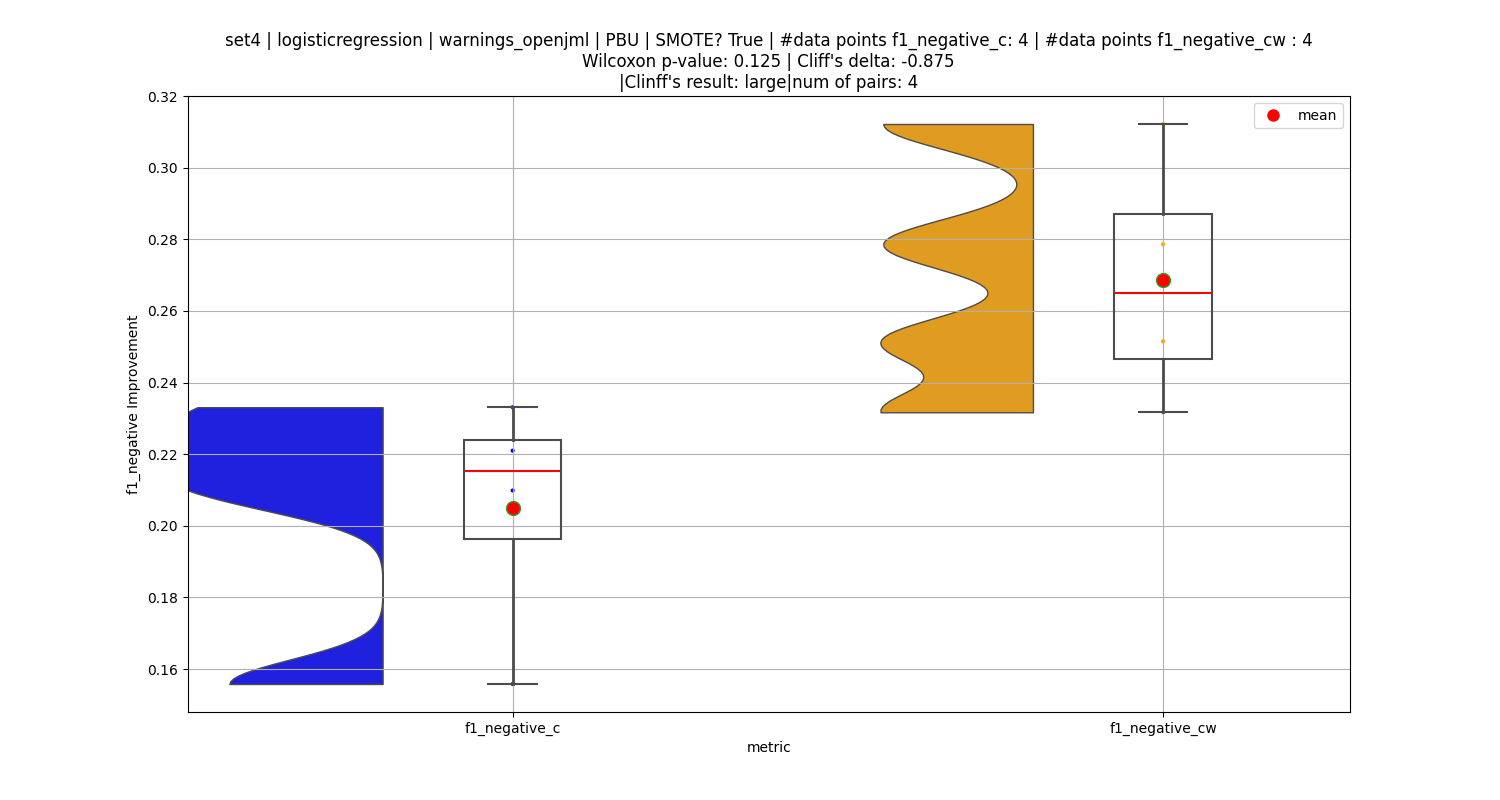 set4 | logisticregression | warnings_openjml | PBU | SMOTE? True | #data points f1_negative_c: 4 | #data points f1_negative_cw : 4
Wilcoxon p-value: 0.125 | Cliff's delta: -0.875
|Clinff's result: large|num of pairs: 4
mean
0.32
0.30
0.28
0.26
0.24
0.22
0.20
0.18
0.16
f1_negative Improvement
f1_negative_c
f1_negative_cw
metric